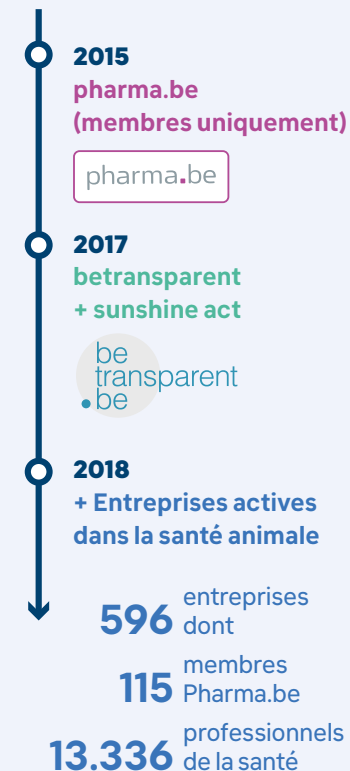 2015
pharma.be
(membres uniquement)
pharma.be
2017
betransparent
+ sunshine act
be
transparent
.be
2018
+ Entreprises actives
dans la santé animale
596 entreprises
dont
115 membres
Pharma.be
13.336 professionnels
de la santé